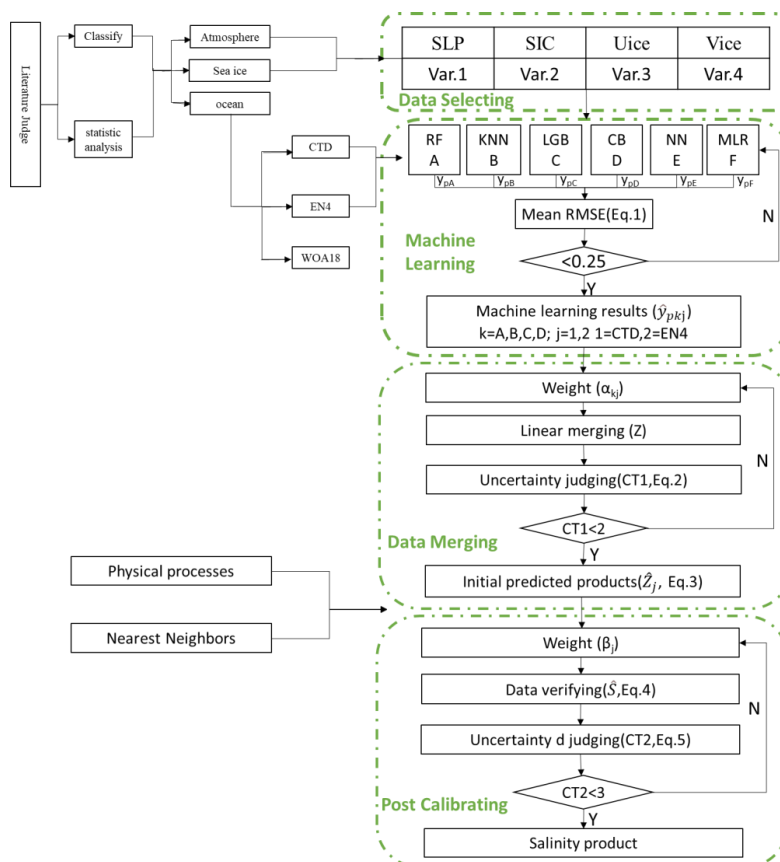 Literature Judge
Classify
statistic
analysis
Atmosphere
Sea ice
ocean
CTD
EN4
WOA18
SLP SIC Uice Vice
Var.1 Var.2 Var.3 Var.4
Data Selecting
RF KNN LGB CB NN MLR
A B C D E F
y_pA y_pB y_pC y_pD y_pE y_pF
Mean RMSE(Eq.1)
N
<0.25
Machine
Learning
Y
Machine learning results (ŷ_pkj)
k=A,B,C,D; j=1,2 1=CTD,2=EN4
Weight (α_kj)
Linear merging (Z)
N
Uncertainty judging(CT1,Eq.2)
CT1<2
Data Merging
Y
Initial predicted products(Ẑ_j, Eq.3)
Physical processes
Nearest Neighbors
Weight (β_j)
Data verifying(Ŝ,Eq.4)
N
Uncertainty d judging(CT2,Eq.5)
CT2<3
Post Calibrating
Y
Salinity product